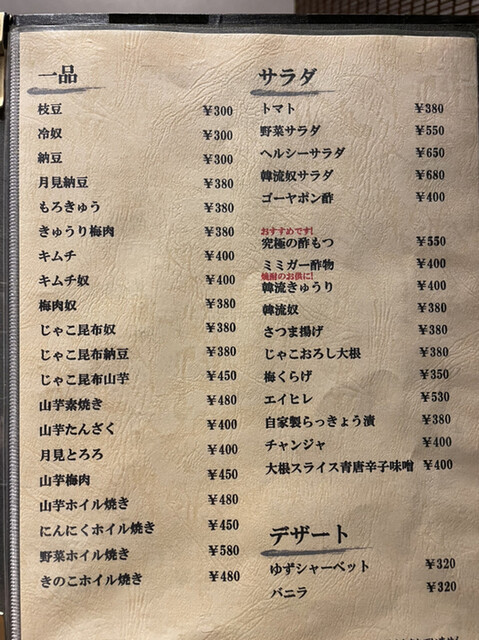 一品
枝豆 ¥300
冷奴 ¥300
納豆 ¥300
月見納豆 ¥380
もろきゅう ¥380
きゅうり梅肉 ¥380
キムチ ¥400
キムチ奴 ¥400
梅肉奴 ¥380
じゃこ昆布奴 ¥380
じゃこ昆布納豆 ¥380
じゃこ昆布山芋 ¥450
山芋素焼き ¥480
山芋たんざく ¥400
月見とろろ ¥400
山芋梅肉 ¥450
山芋ホイル焼き ¥480
にんにくホイル焼き ¥450
野菜ホイル焼き ¥580
きのこホイル焼き ¥480
サラダ
トマト ¥380
野菜サラダ ¥550
ヘルシーサラダ ¥650
韓流奴サラダ ¥680
ゴーヤポン酢 ¥400
おすすめです!
究極の酢もつ ¥550
ミミガー酢物 ¥400
焼酎のお供に!
韓流きゅうり ¥400
韓流奴 ¥380
さつま揚げ ¥380
じゃこおろし大根 ¥380
梅くらげ ¥350
エイヒレ ¥530
自家製らっきょう漬 ¥380
チャンジャ ¥400
大根スライス青唐辛子味噌 ¥400
デザート
ゆずシャーベット ¥320
バニラ ¥320